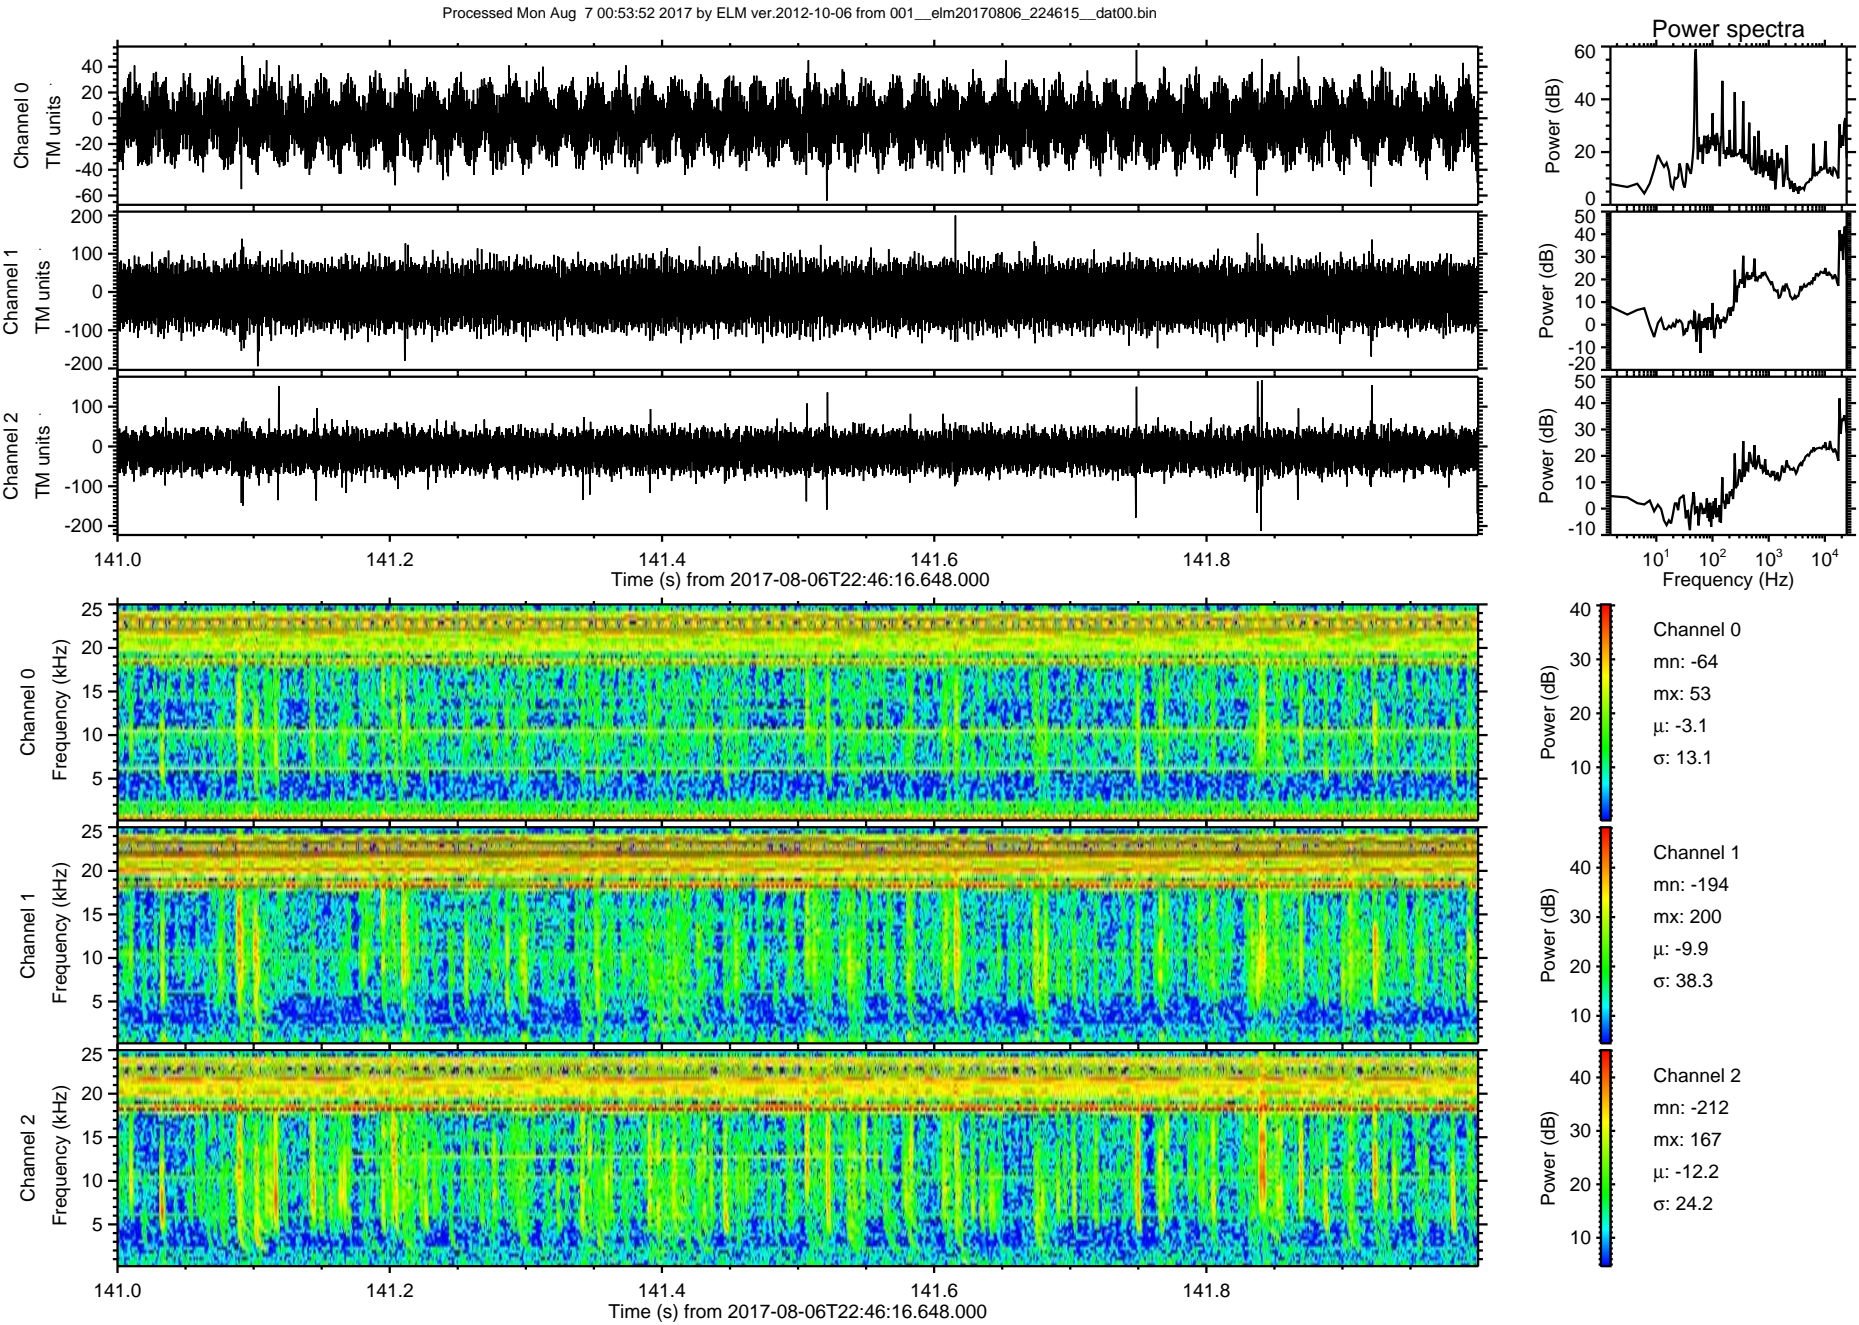 Processed Mon Aug  7 00:53:52 2017 by ELM ver.2012-10-06 from 001__elm20170806_224615__dat00.bin
Power spectra
Channel 0
TM units
40
20
0
-20
-40
-60
Power (dB)
60
40
20
0
Channel 1
TM units
200
100
0
-100
-200
Power (dB)
50
40
30
20
10
0
-10
-20
Channel 2
TM units
100
0
-100
-200
Power (dB)
50
40
30
20
10
0
-10
141.0 141.2 141.4 141.6 141.8
Time (s) from 2017-08-06T22:46:16.648.000
10¹ 10² 10³ 10⁴
Frequency (Hz)
Channel 0
Frequency (kHz)
25
20
15
10
5
Power (dB)
40
30
20
10
Channel 0
mn: -64
mx: 53
μ: -3.1
σ: 13.1
Channel 1
Frequency (kHz)
25
20
15
10
5
Power (dB)
40
30
20
10
Channel 1
mn: -194
mx: 200
μ: -9.9
σ: 38.3
Channel 2
Frequency (kHz)
25
20
15
10
5
Power (dB)
40
30
20
10
Channel 2
mn: -212
mx: 167
μ: -12.2
σ: 24.2
141.0 141.2 141.4 141.6 141.8
Time (s) from 2017-08-06T22:46:16.648.000